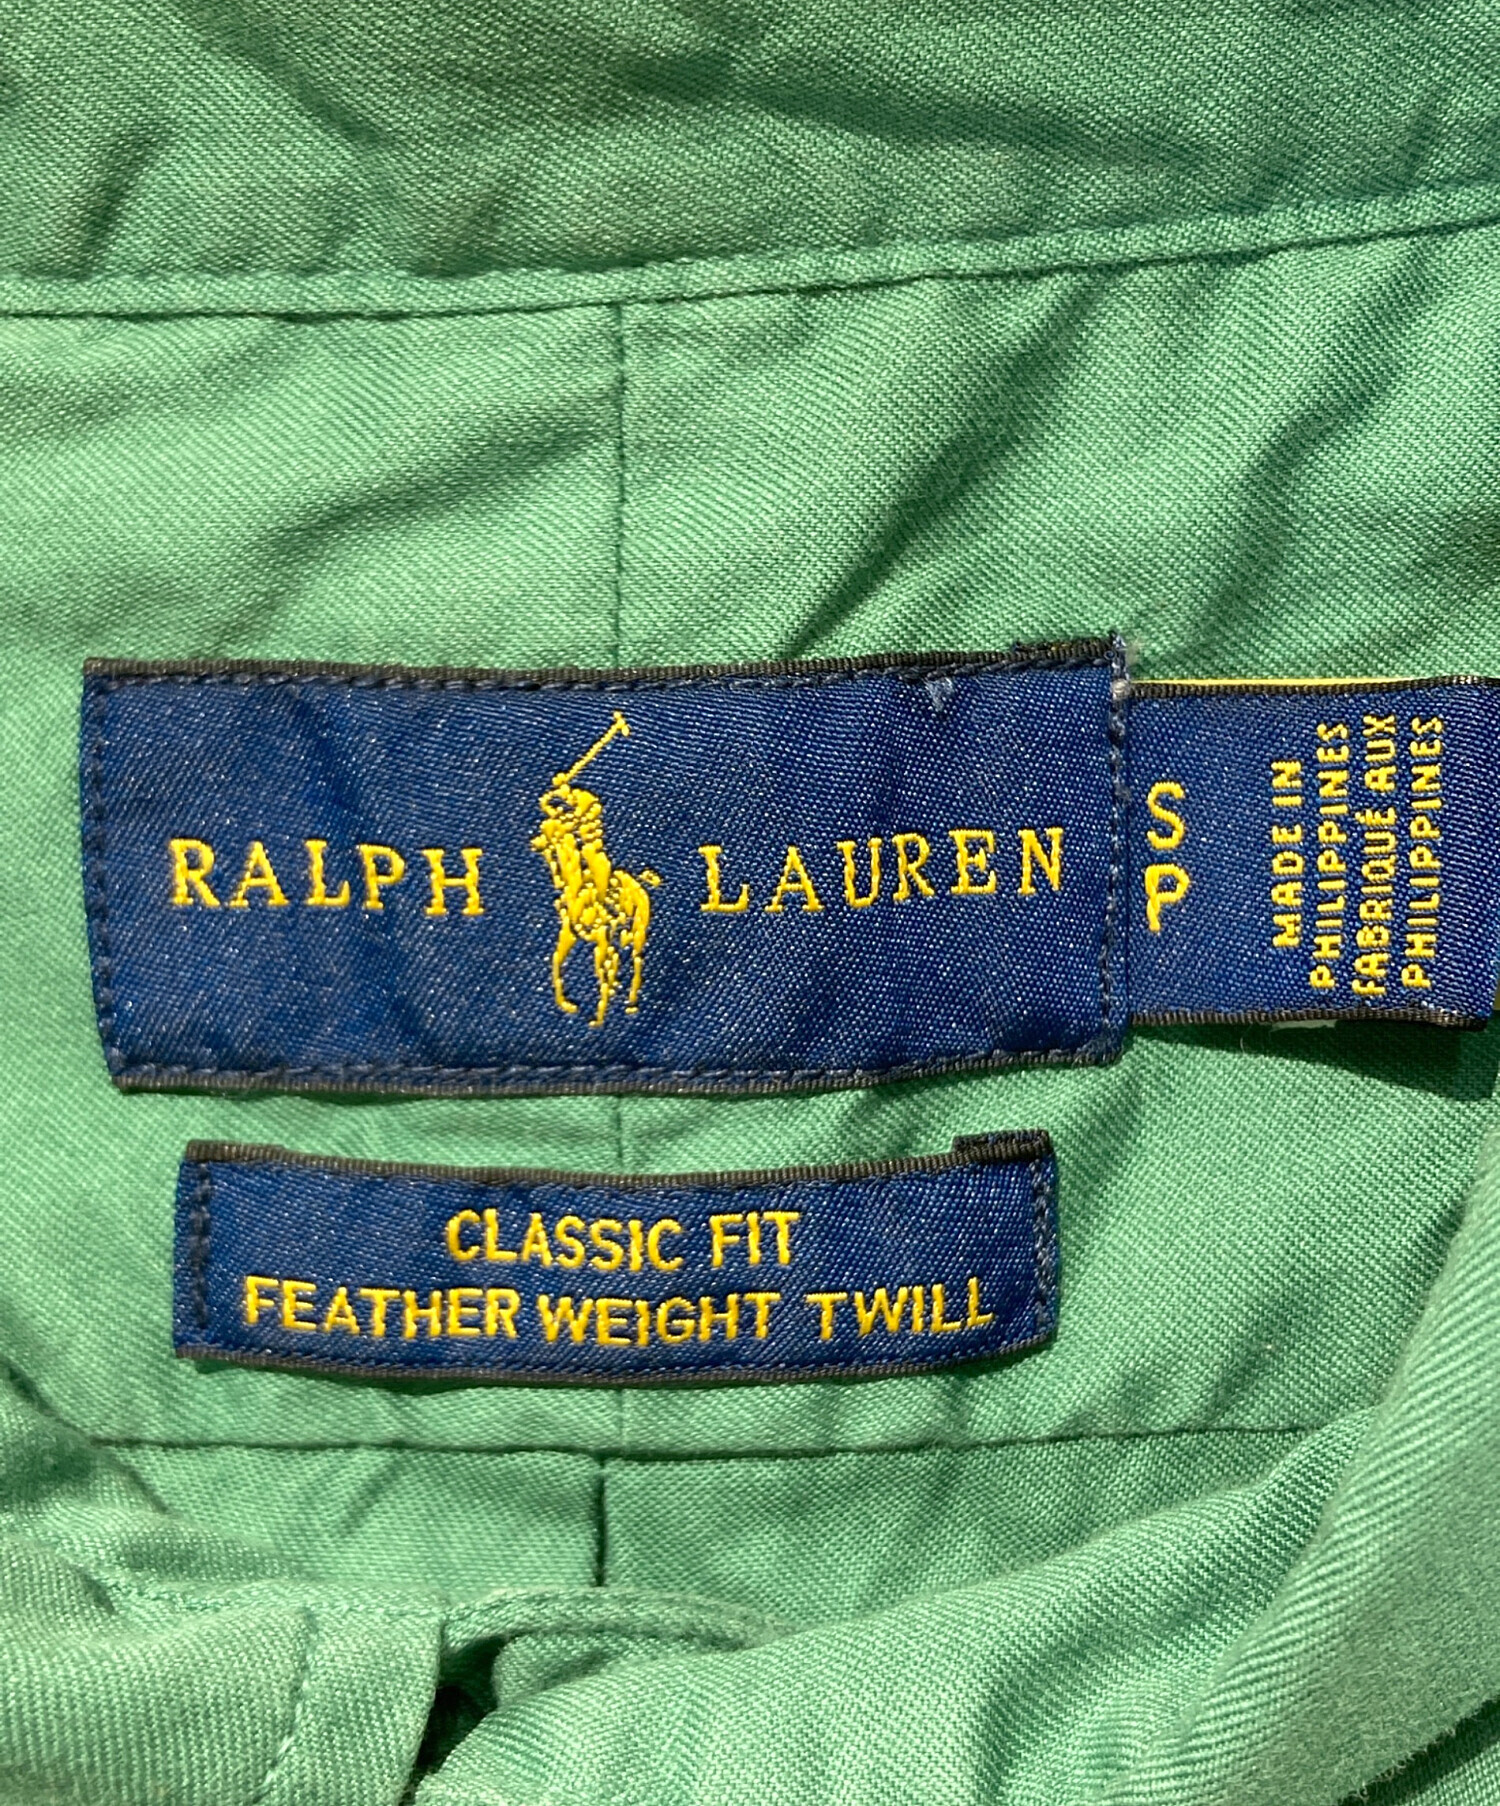 RALPH LAUREN
S
P
MADE IN
PHILIPPINES
FABRIQUÉ AUX
PHILIPPINES
CLASSIC FIT
FEATHER WEIGHT TWILL